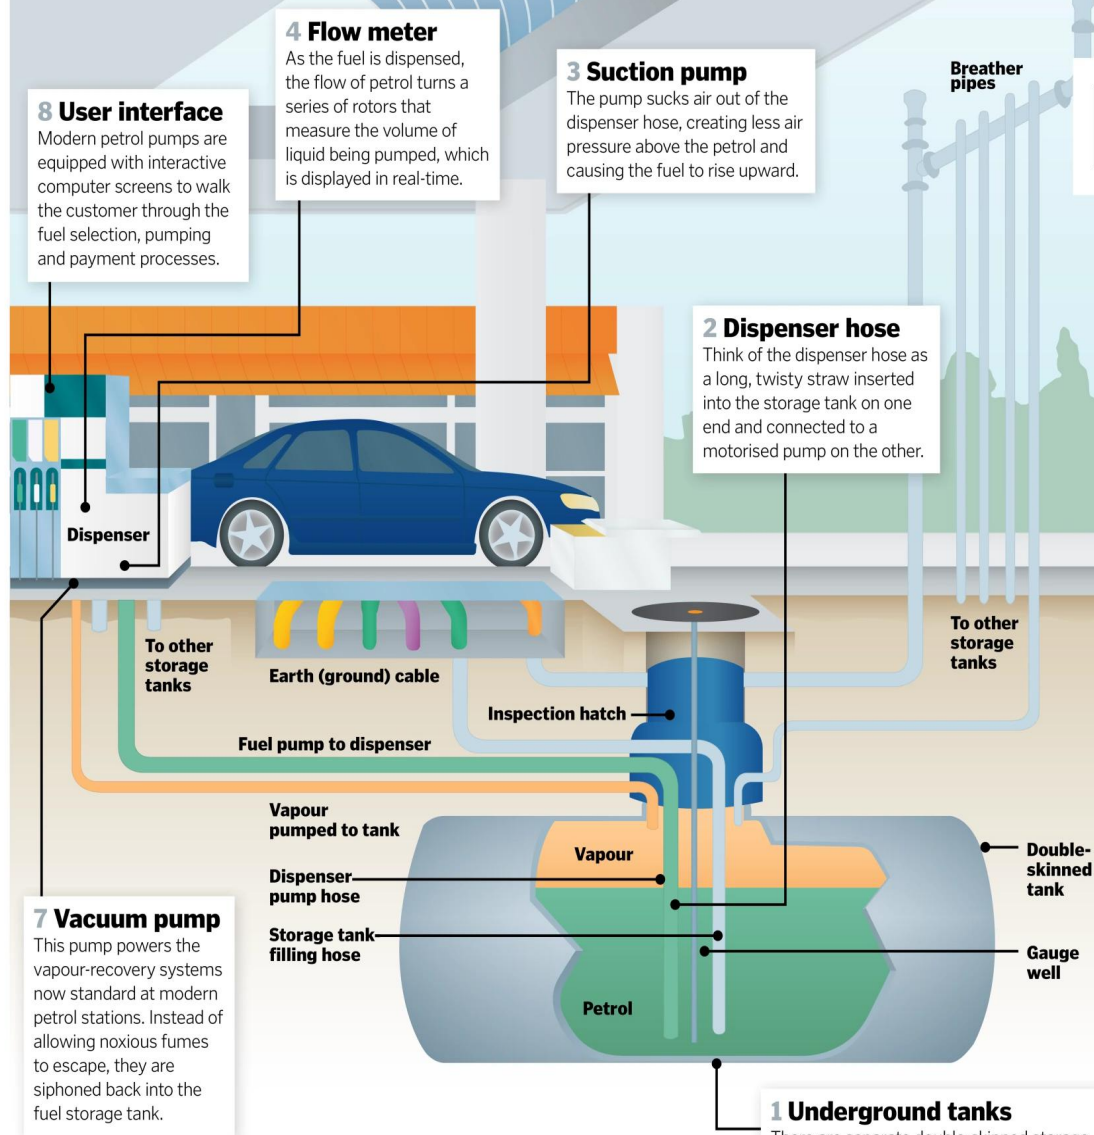 4 Flow meter
As the fuel is dispensed,
the flow of petrol turns a
series of rotors that
measure the volume of
liquid being pumped, which
is displayed in real-time.
3 Suction pump
The pump sucks air out of the
dispenser hose, creating less air
pressure above the petrol and
causing the fuel to rise upward.
Breather
pipes
8 User interface
Modern petrol pumps are
equipped with interactive
computer screens to walk
the customer through the
fuel selection, pumping
and payment processes.
2 Dispenser hose
Think of the dispenser hose as
a long, twisty straw inserted
into the storage tank on one
end and connected to a
motorised pump on the other.
Dispenser
To other
storage
tanks
Earth (ground) cable
To other
storage
tanks
Inspection hatch
Fuel pump to dispenser
Vapour
pumped to tank
Vapour
Double-
skinned
tank
Dispenser
pump hose
Storage tank
filling hose
Gauge
well
Petrol
7 Vacuum pump
This pump powers the
vapour-recovery systems
now standard at modern
petrol stations. Instead of
allowing noxious fumes
to escape, they are
siphoned back into the
fuel storage tank.
1 Underground tanks
There are separate double-skinned storage